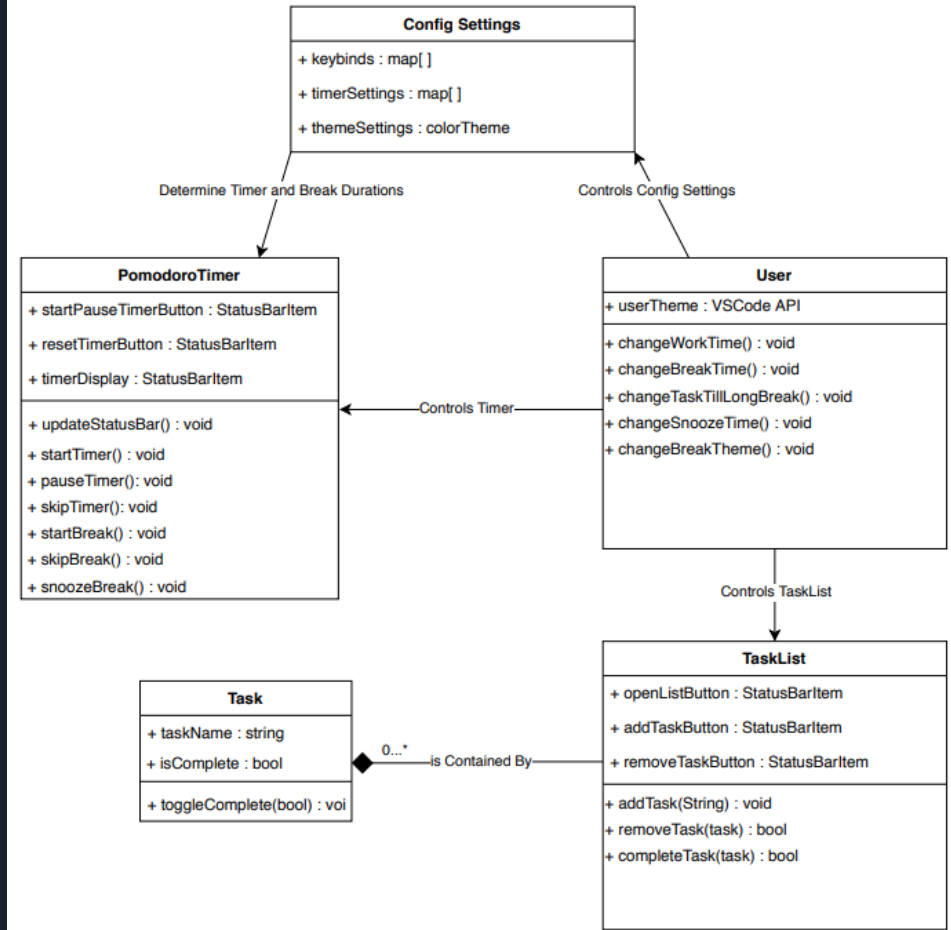 Config Settings
+ keybinds : map[ ]
+ timerSettings : map[ ]
+ themeSettings : colorTheme
Determine Timer and Break Durations
Controls Config Settings
PomodoroTimer
+ startPauseTimerButton : StatusBarItem
+ resetTimerButton : StatusBarItem
+ timerDisplay : StatusBarItem
+ updateStatusBar() : void
+ startTimer() : void
+ pauseTimer(): void
+ skipTimer(): void
+ startBreak() : void
+ skipBreak() : void
+ snoozeBreak() : void
Controls Timer
User
+ userTheme : VSCode API
+ changeWorkTime() : void
+ changeBreakTime() : void
+ changeTaskTillLongBreak() : void
+ changeSnoozeTime() : void
+ changeBreakTheme() : void
Controls TaskList
Task
+ taskName : string
+ isComplete : bool
+ toggleComplete(bool) : voi
0...*
is Contained By
TaskList
+ openListButton : StatusBarItem
+ addTaskButton : StatusBarItem
+ removeTaskButton : StatusBarItem
+ addTask(String) : void
+ removeTask(task) : bool
+ completeTask(task) : bool